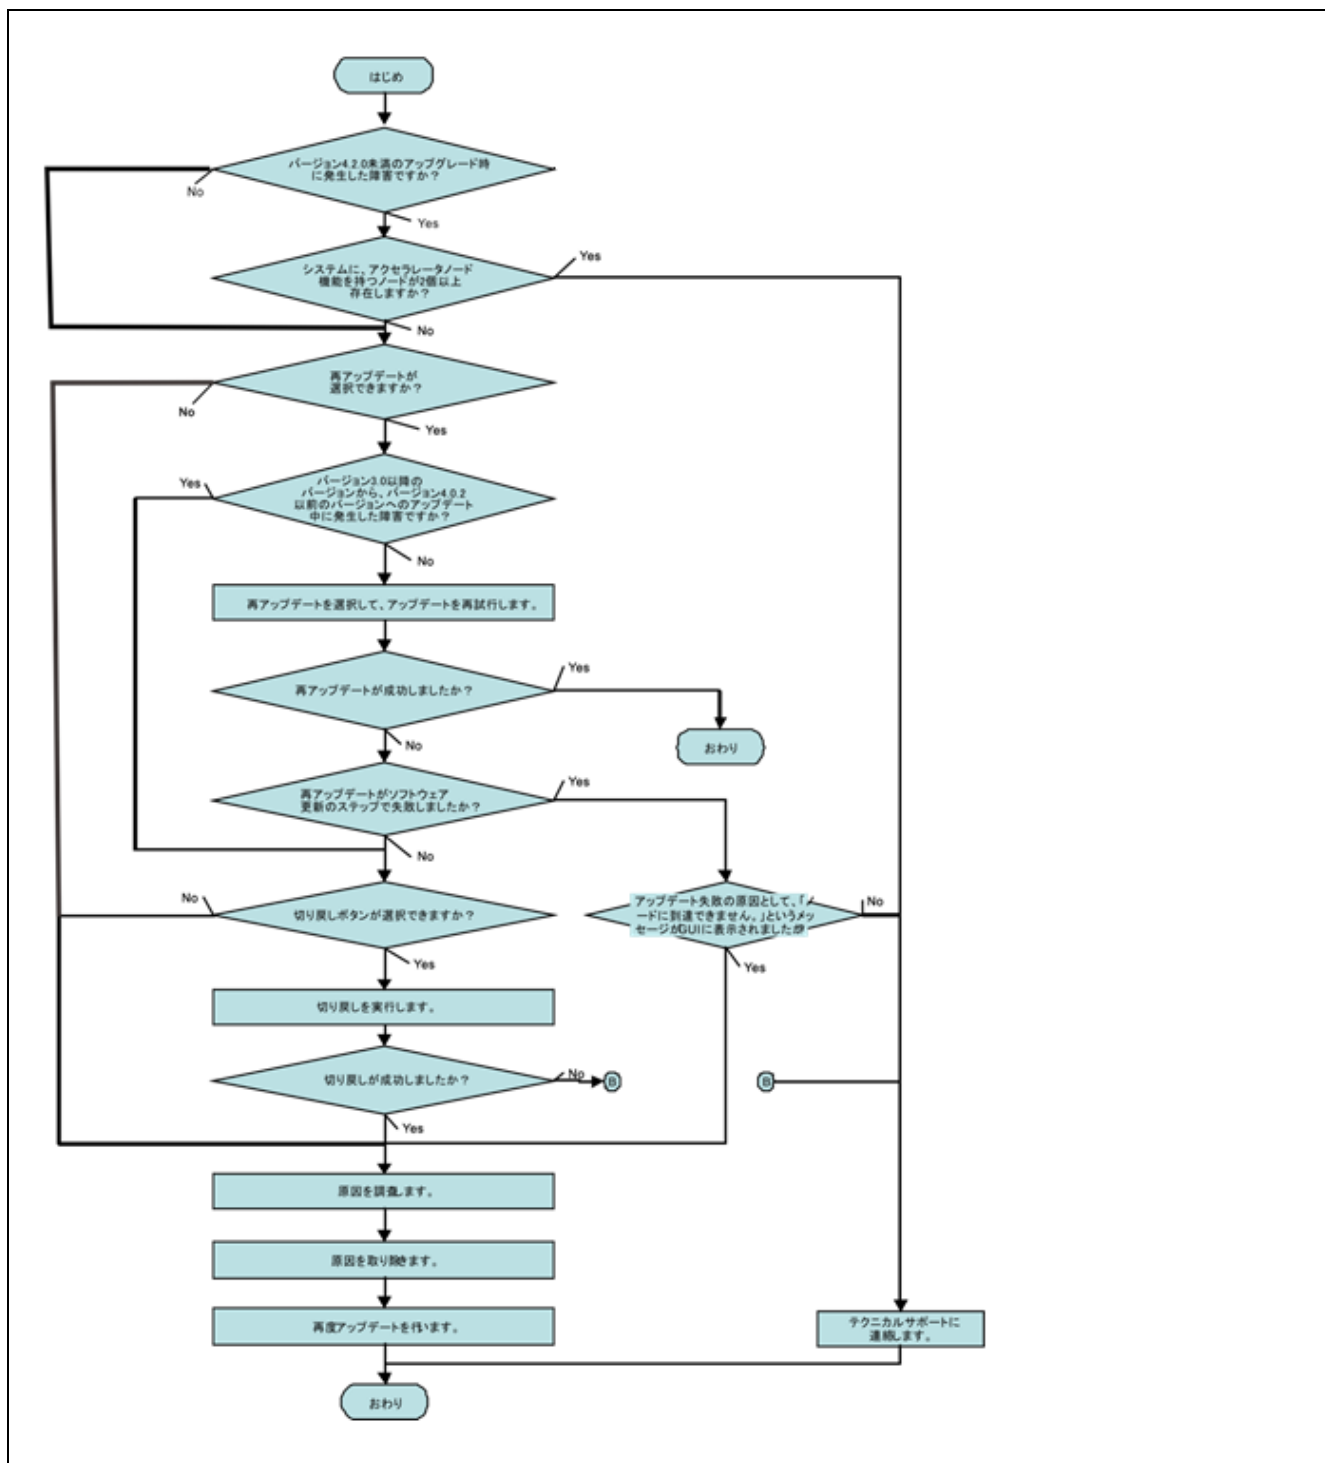 はじめ
バージョン4.2.0未満のアップグレード時
に発生した障害ですか？
No
Yes
システムに、アクセラレータノード
機能を持つノードが2個以上
存在しますか？
Yes
No
再アップデートが
選択できますか？
No
Yes
バージョン3.0以降の
バージョンから、バージョン4.0.2
以前のバージョンへのアップデート
中に発生した障害ですか？
Yes
No
再アップデートを選択して、アップデートを再試行します。
再アップデートが成功しましたか？
Yes
No
おわり
再アップデートがソフトウェア
更新のステップで失敗しましたか？
Yes
No
切り戻しボタンが選択できますか？
No
Yes
アップデート失敗の原因として、「ノ
ードに到達できません。」というメッ
セージがGUIに表示されましたか？
No
Yes
切り戻しを実行します。
切り戻しが成功しましたか？
No
B
B
Yes
原因を調査します。
原因を取り除きます。
再度アップデートを行います。
テクニカルサポートに
連絡します。
おわり